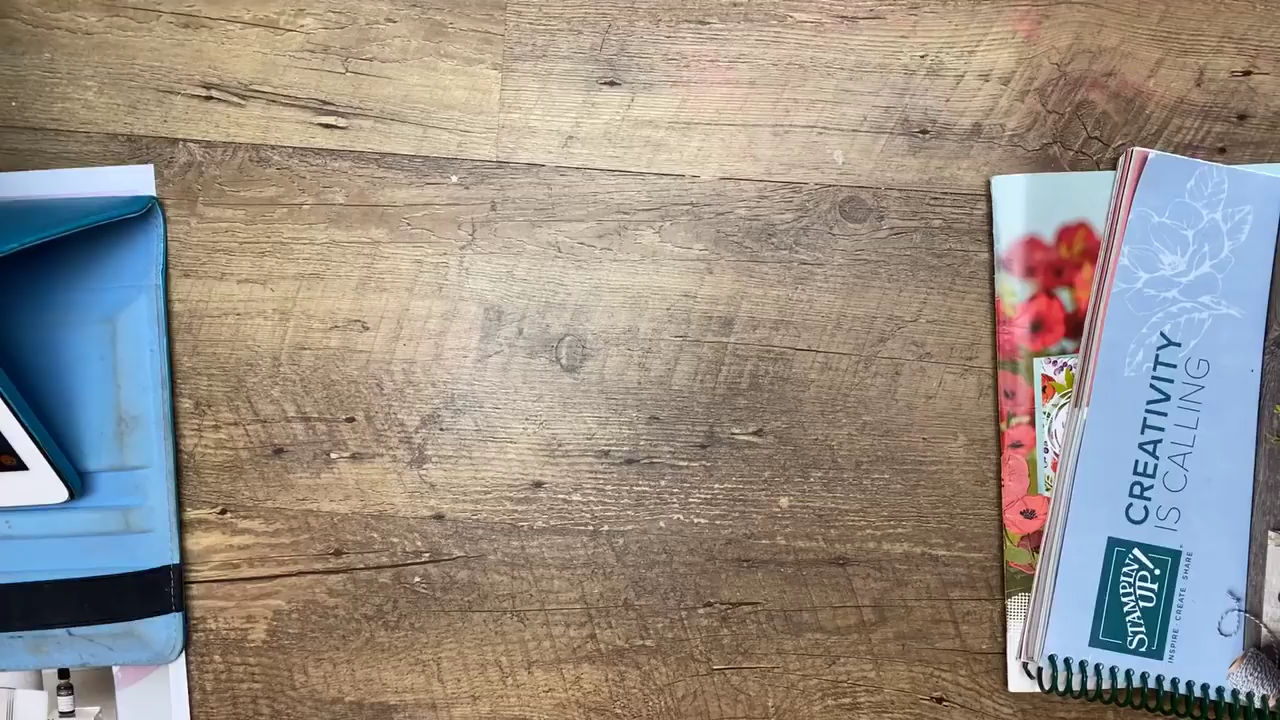 CREATIVITY
IS CALLING
STAMPIN'
UP!
INSPIRE · CREATE · SHARE